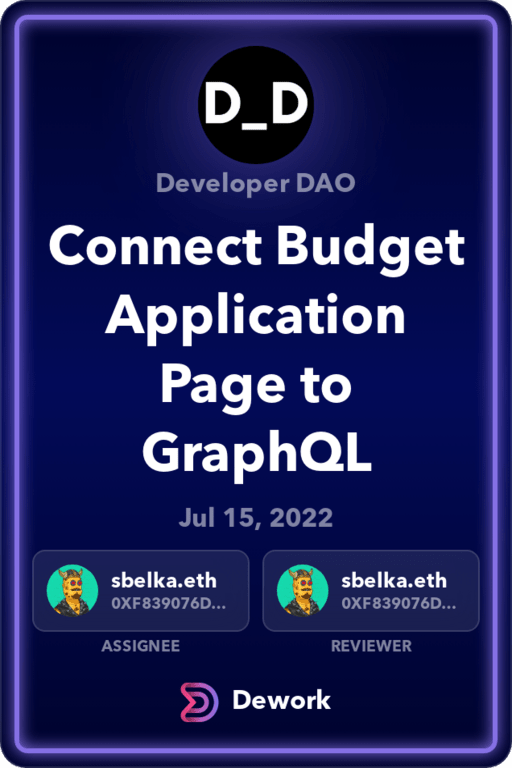 D_D
Developer DAO
Connect Budget
Application
Page to
GraphQL
Jul 15, 2022
sbelka.eth
0XF839076D...
ASSIGNEE
sbelka.eth
0XF839076D...
REVIEWER
Dework